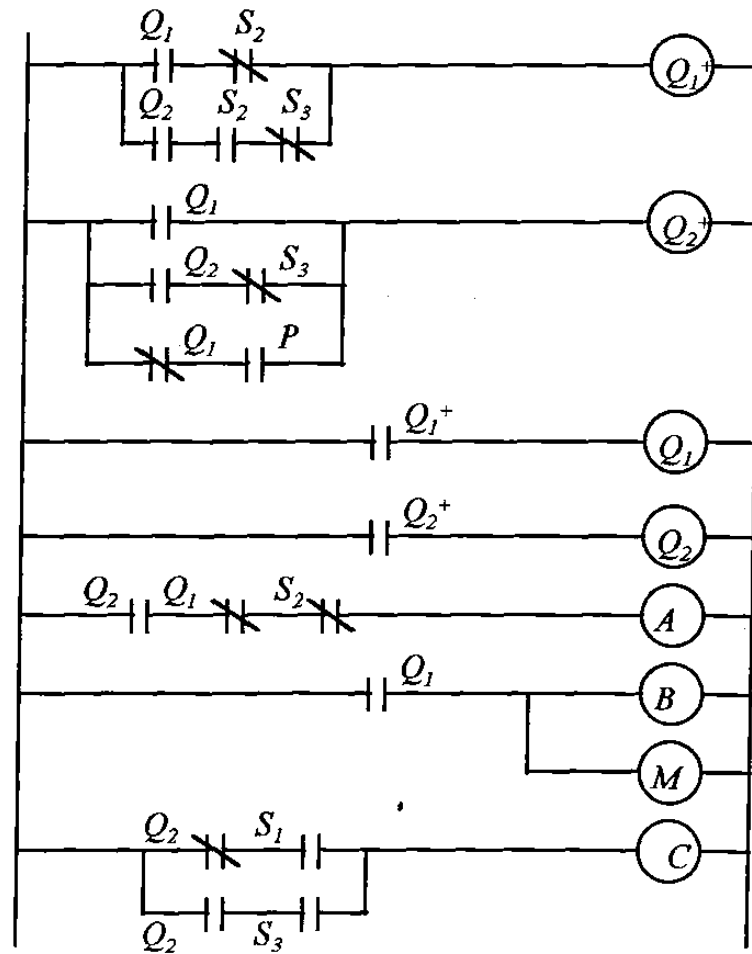 Q₁ S₂
Q₁⁺
Q₂ S₂ S₃
Q₁
Q₂⁺
Q₂ S₃
Q₁ P
Q₁⁺
Q₁
Q₂⁺
Q₂
Q₂ Q₁ S₂
A
Q₁
B
M
Q₂ S₁
C
Q₂ S₃